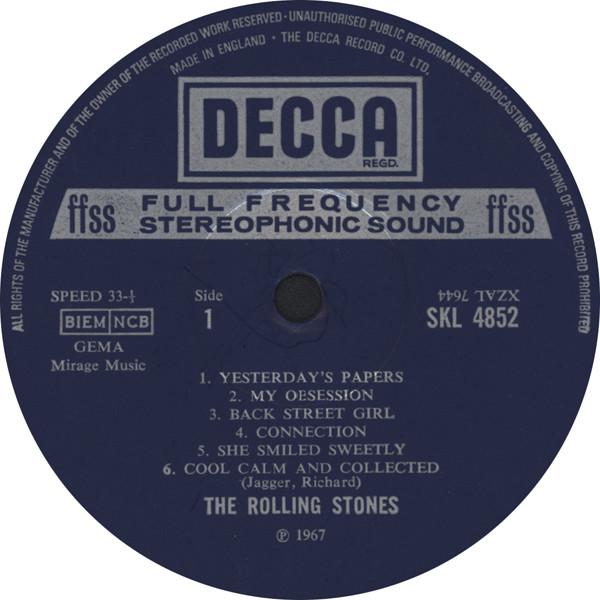 ALL RIGHTS OF THE MANUFACTURER AND OF THE OWNER OF THE RECORDED WORK RESERVED - UNAUTHORISED PUBLIC PERFORMANCE BROADCASTING AND COPYING OF THIS RECORD PROHIBITED
MADE IN ENGLAND · THE DECCA RECORD CO. LTD.
DECCA
REGD.
ffss FULL FREQUENCY STEREOPHONIC SOUND ffss
SPEED 33-⅓
BIEM NCB
GEMA
Mirage Music
Side
1
XZAL 7644
SKL 4852
1. YESTERDAY'S PAPERS
2. MY OBSESSION
3. BACK STREET GIRL
4. CONNECTION
5. SHE SMILED SWEETLY
6. COOL CALM AND COLLECTED
(Jagger, Richard)
THE ROLLING STONES
℗ 1967